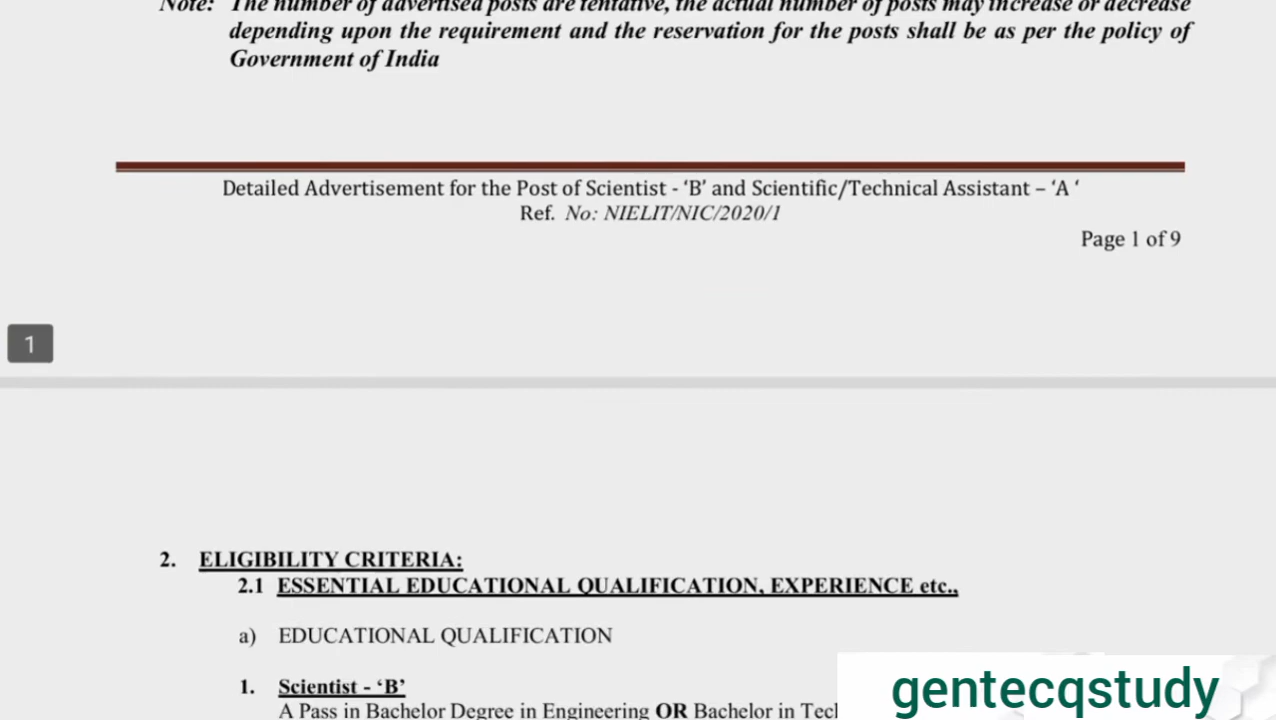 Note: The number of advertised posts are tentative, the actual number of posts may increase or decrease
depending upon the requirement and the reservation for the posts shall be as per the policy of
Government of India
Detailed Advertisement for the Post of Scientist - ‘B’ and Scientific/Technical Assistant – ‘A ‘
Ref. No: NIELIT/NIC/2020/1
Page 1 of 9
1
2. ELIGIBILITY CRITERIA:
2.1 ESSENTIAL EDUCATIONAL QUALIFICATION, EXPERIENCE etc.,
a) EDUCATIONAL QUALIFICATION
1. Scientist - ‘B’
A Pass in Bachelor Degree in Engineering OR Bachelor in
gentecqstudy